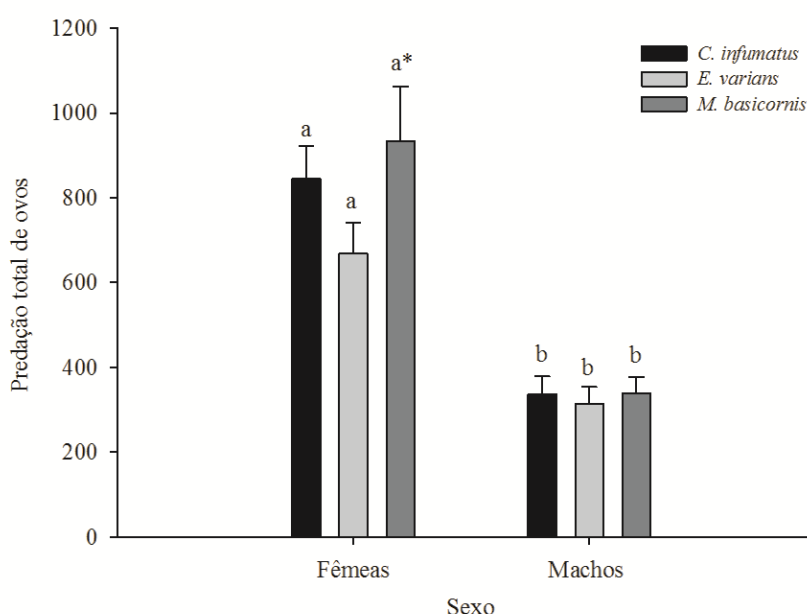 1200
1000
800
600
400
200
0
Predação total de ovos
C. infumatus
E. varians
M. basicornis
a
a
a*
b
b
b
Fêmeas
Machos
Sexo